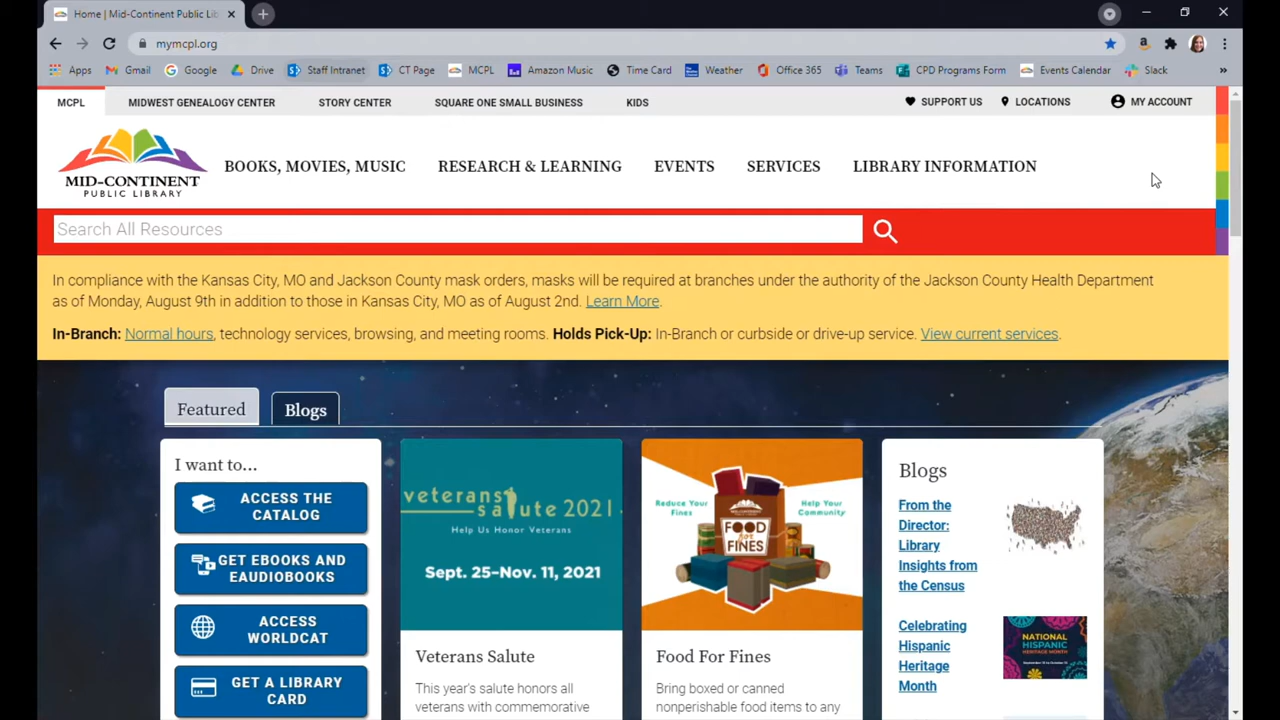 Home | Mid-Continent Public Lib
mymcpl.org
Apps
Gmail
Google
Drive
Staff Intranet
CT Page
MCPL
Amazon Music
Time Card
Weather
Office 365
Teams
CPD Programs Form
Events Calendar
Slack
»
MCPL
MIDWEST GENEALOGY CENTER
STORY CENTER
SQUARE ONE SMALL BUSINESS
KIDS
SUPPORT US
LOCATIONS
MY ACCOUNT
MID-CONTINENT
PUBLIC LIBRARY
BOOKS, MOVIES, MUSIC
RESEARCH & LEARNING
EVENTS
SERVICES
LIBRARY INFORMATION
Search All Resources
In compliance with the Kansas City, MO and Jackson County mask orders, masks will be required at branches under the authority of the Jackson County Health Department
as of Monday, August 9th in addition to those in Kansas City, MO as of August 2nd. Learn More.
In-Branch: Normal hours, technology services, browsing, and meeting rooms. Holds Pick-Up: In-Branch or curbside or drive-up service. View current services.
Featured
Blogs
I want to...
ACCESS THE
CATALOG
GET EBOOKS AND
EAUDIOBOOKS
ACCESS
WORLDCAT
GET A LIBRARY
CARD
veterans
salute 2021
Help Us Honor Veterans
Sept. 25–Nov. 11, 2021
Veterans Salute
This year's salute honors all
veterans with commemorative
Reduce Your
Fines
Help Your
Community
FOOD
for
FINES
Food For Fines
Bring boxed or canned
nonperishable food items to any
Blogs
From the
Director:
Library
Insights from
the Census
Celebrating
Hispanic
Heritage
Month
NATIONAL
HISPANIC
HERITAGE MONTH